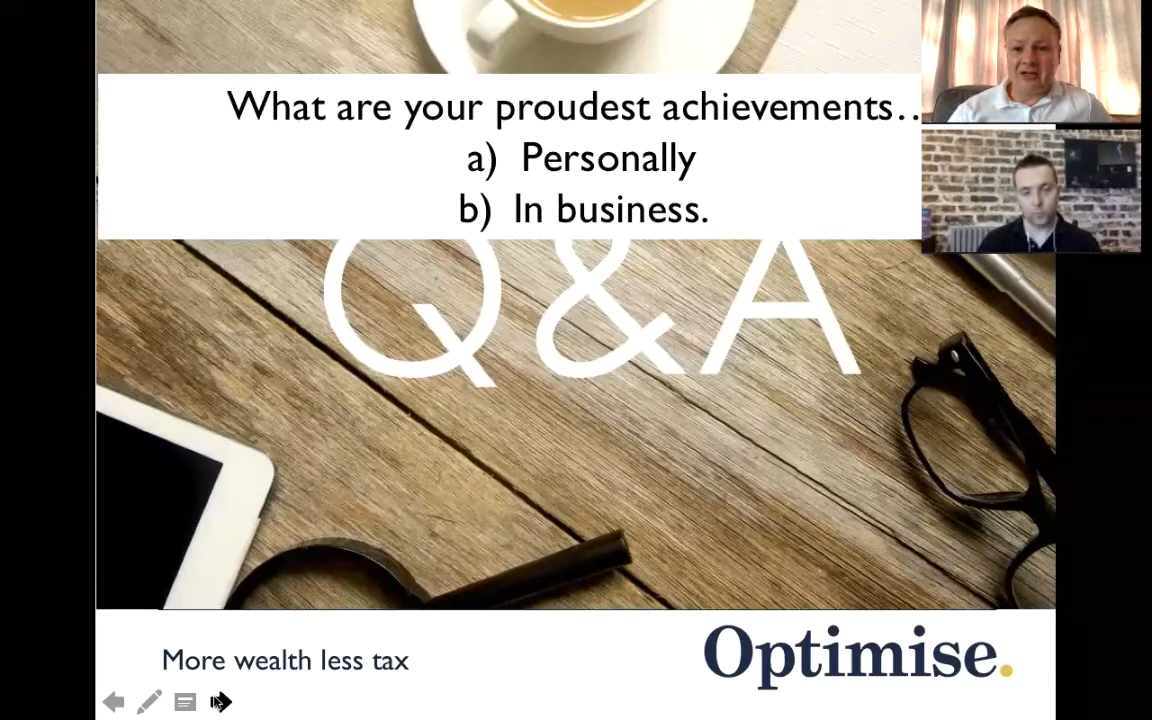 What are your proudest achievements..
a) Personally
b) In business.
Q&A
More wealth less tax
Optimise.